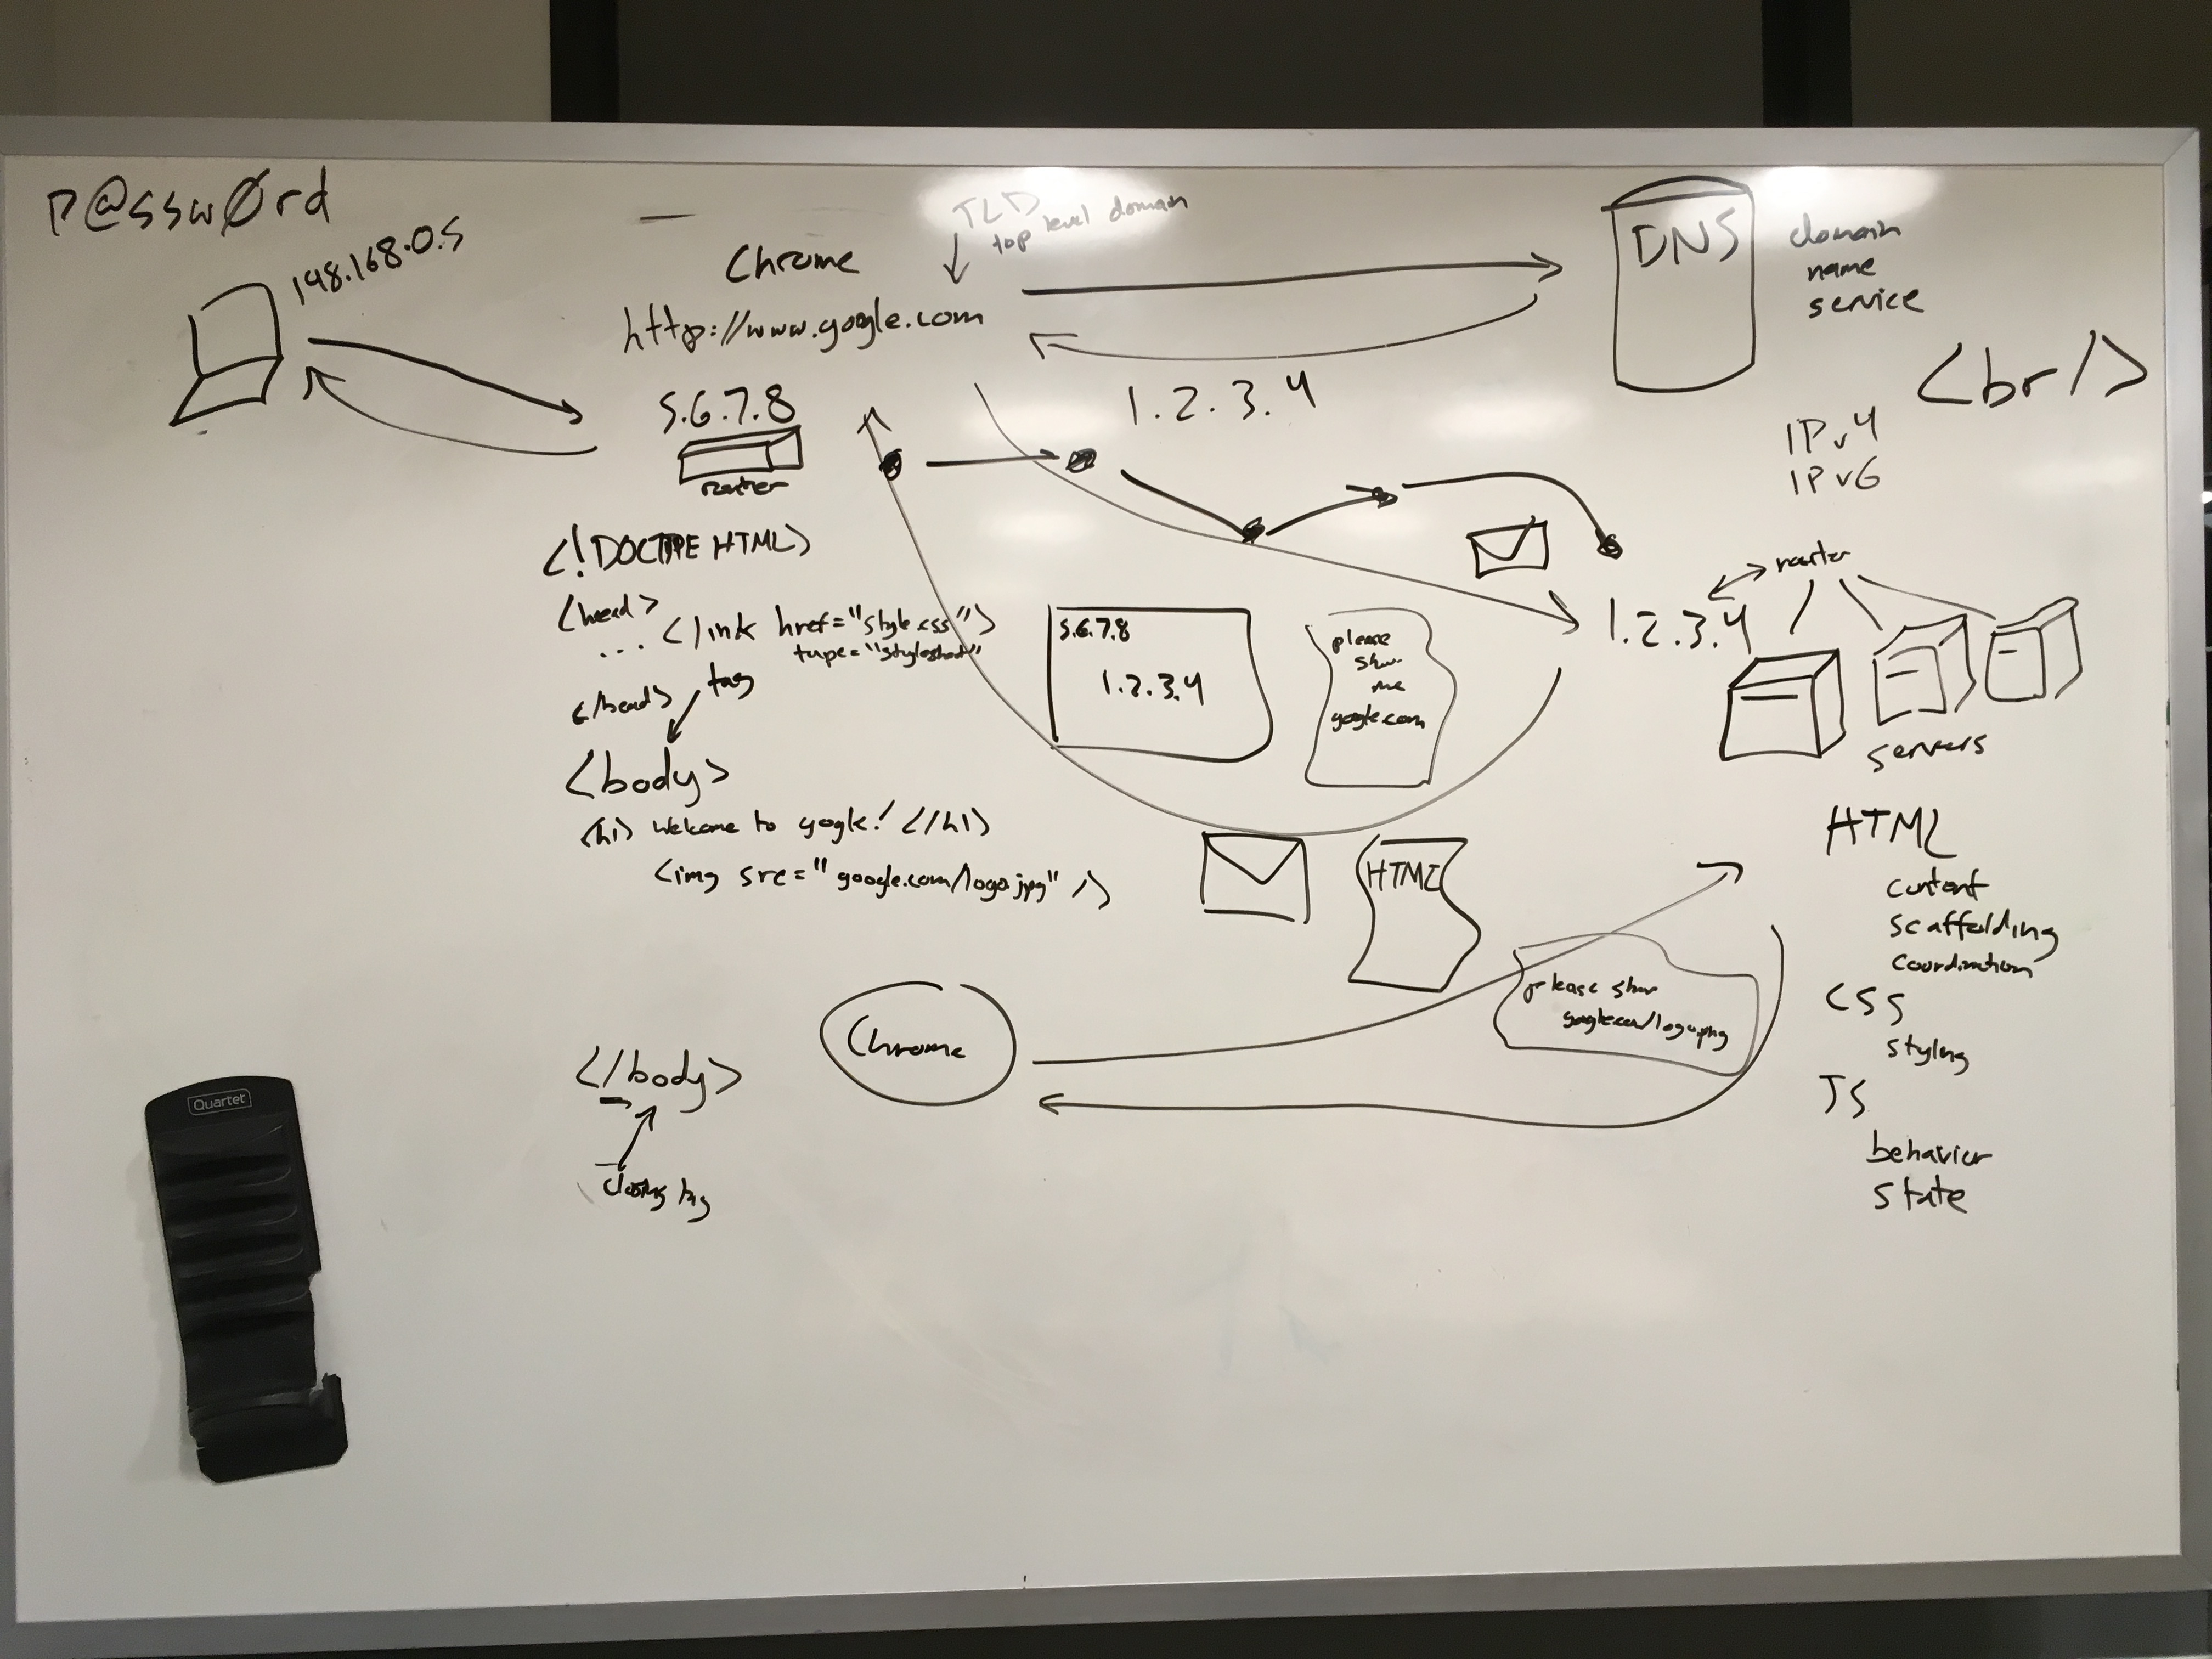 P@sswØrd
198.168.0.5
Chrome
http://www.google.com
TLD
top level domain
DNS
domain
name
service
<br/>
5.6.7.8
router
1.2.3.4
IPv4
IPv6
<!DOCTYPE HTML>
<head>
... </link href="style.css">
type="stylesheet"
</head>
tag
<body>
<h1> Welcome to google! </h1>
<img src="google.com/logo.jpg" />
</body>
closing tag
5.6.7.8
1.2.3.4
please
show
me
google.com
router
1.2.3.4
servers
HTML
Chrome
please show
google.com/logo.png
HTML
content
scaffolding
coordination
CSS
styling
JS
behavior
state
Quartet